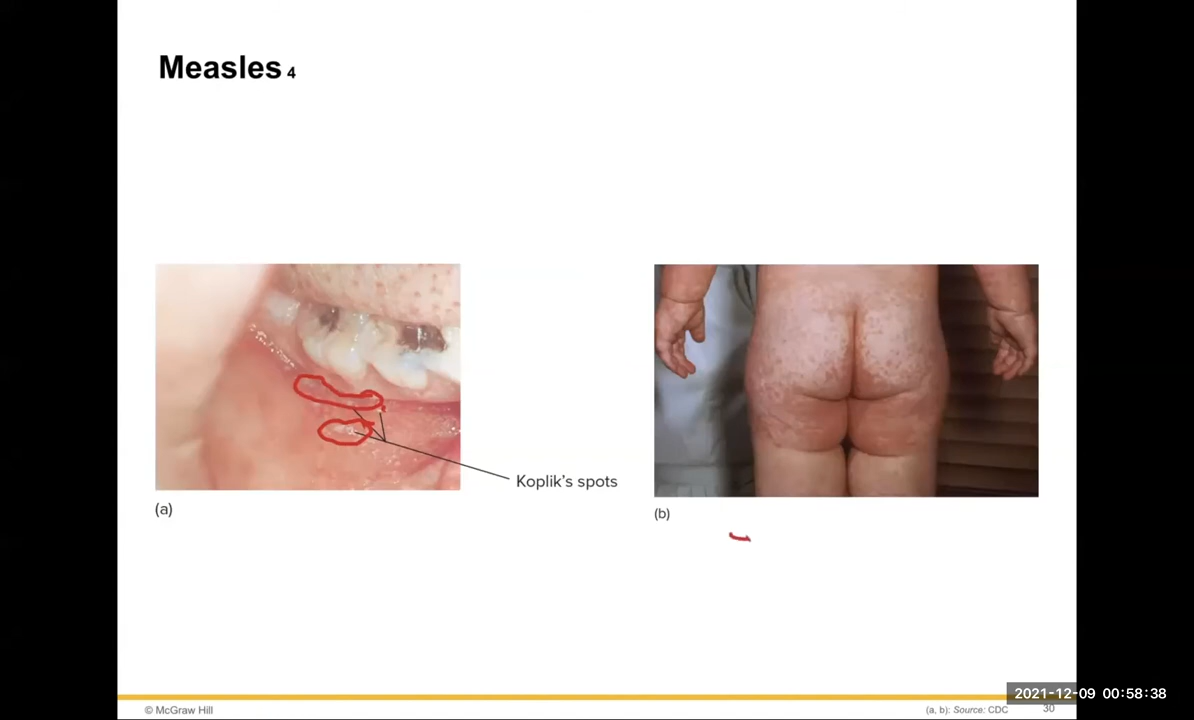 Measles 4
Koplik's spots
(a)
(b)
© McGraw Hill
(a, b): Source: CDC
30
2021-12-09 00:58:38